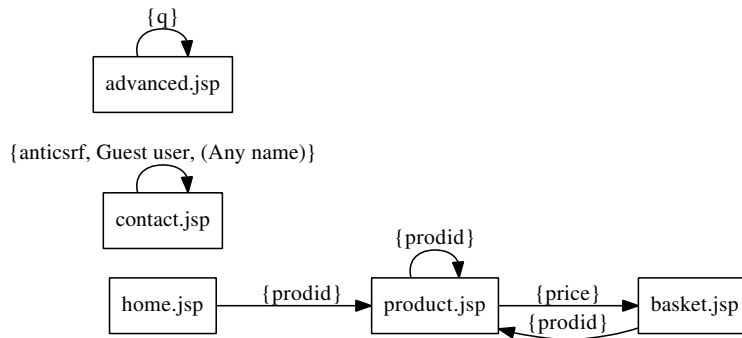 {q}
advanced.jsp
{anticsrf, Guest user, (Any name)}
contact.jsp
{prodid}
home.jsp {prodid} product.jsp {price} basket.jsp
{prodid}